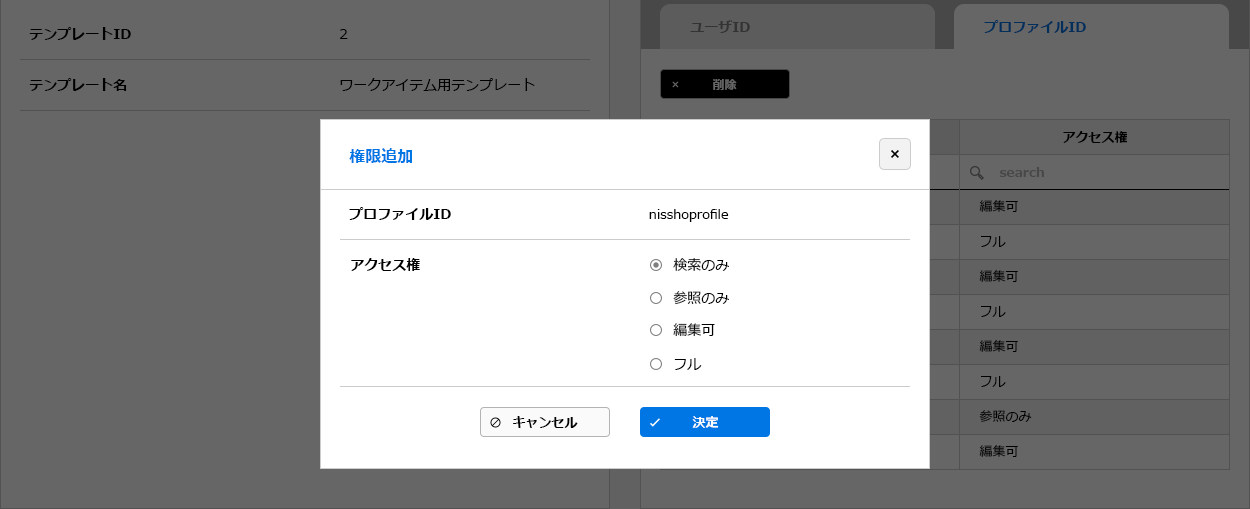 テンプレートID 2
テンプレート名 ワークアイテム用テンプレート
ユーザID プロファイルID
× 削除
アクセス権
search
編集可
フル
編集可
フル
編集可
フル
参照のみ
編集可
権限追加 ×
プロファイルID nisshoprofile
アクセス権 検索のみ
参照のみ
編集可
フル
キャンセル 決定